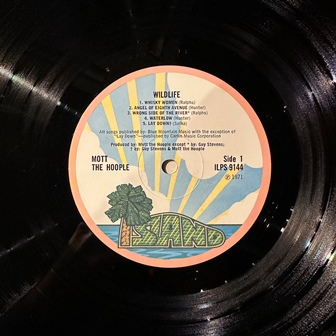 WILDLIFE
1. WHISKY WOMEN (Ralphs)
2. ANGEL OF EIGHTH AVENUE (Hunter)
3. WRONG SIDE OF THE RIVER* (Ralphs)
4. WATERLOW (Hunter)
5. LAY DOWN† (Safka)
All songs published by: Blue Mountain Music with the exception of
"Lay Down"—published by Carlin Music Corporation
Produced by: Mott the Hoople except * by: Guy Stevens;
† by: Guy Stevens & Mott the Hoople
MOTT
THE HOOPLE
Side 1
ILPS 9144
℗ 1971
ISLAND